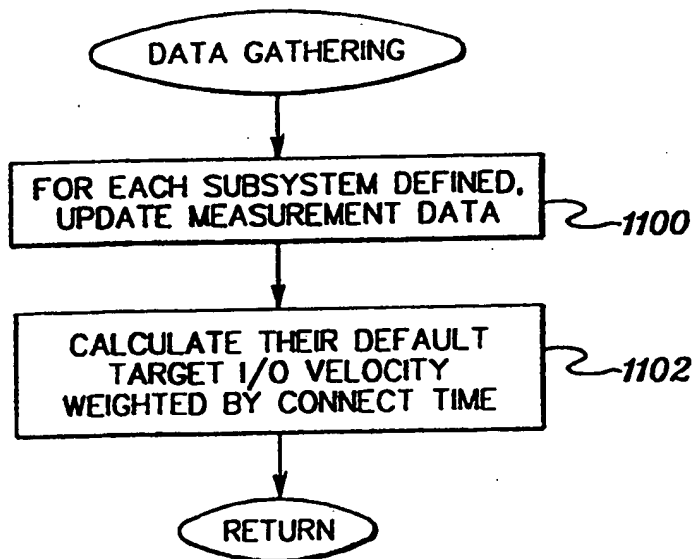 DATA GATHERING
FOR EACH SUBSYSTEM DEFINED,
UPDATE MEASUREMENT DATA
1100
CALCULATE THEIR DEFAULT
TARGET I/O VELOCITY
WEIGHTED BY CONNECT TIME
1102
RETURN